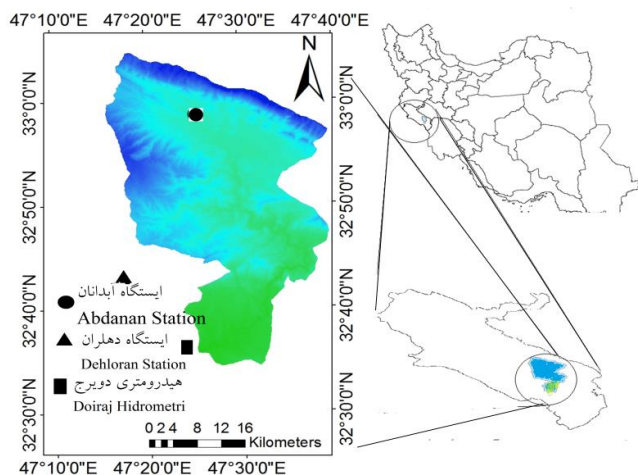 47°10'0"E 47°20'0"E 47°30'0"E 47°40'0"E
N
33°0'0"N
32°50'0"N
32°40'0"N
32°30'0"N
33°0'0"N
32°50'0"N
32°40'0"N
32°30'0"N
ایستگاه آبدانان
Abdanan Station
ایستگاه دهلران
Dehloran Station
هیدرومتری دویرج
Doiraj Hidrometri
0 2 4 8 12 16
Kilometers
47°10'0"E 47°20'0"E 47°30'0"E